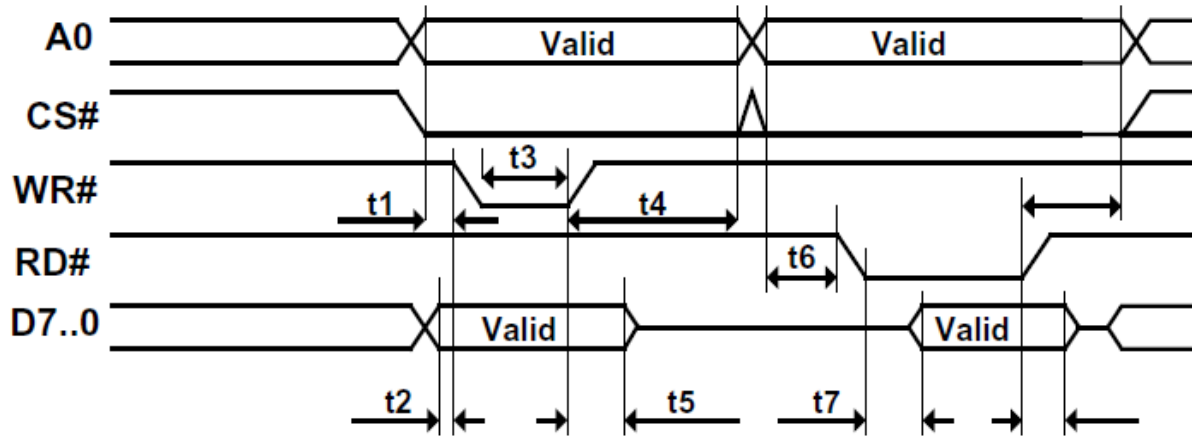 A0 Valid Valid
CS#
WR# t3
t1 t4
RD# t6
D7..0 Valid Valid
t2 t5 t7